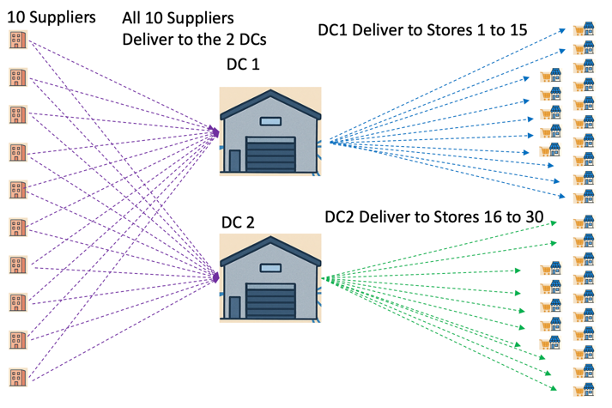 10 Suppliers
All 10 Suppliers
Deliver to the 2 DCs
DC 1
DC1 Deliver to Stores 1 to 15
DC 2
DC2 Deliver to Stores 16 to 30